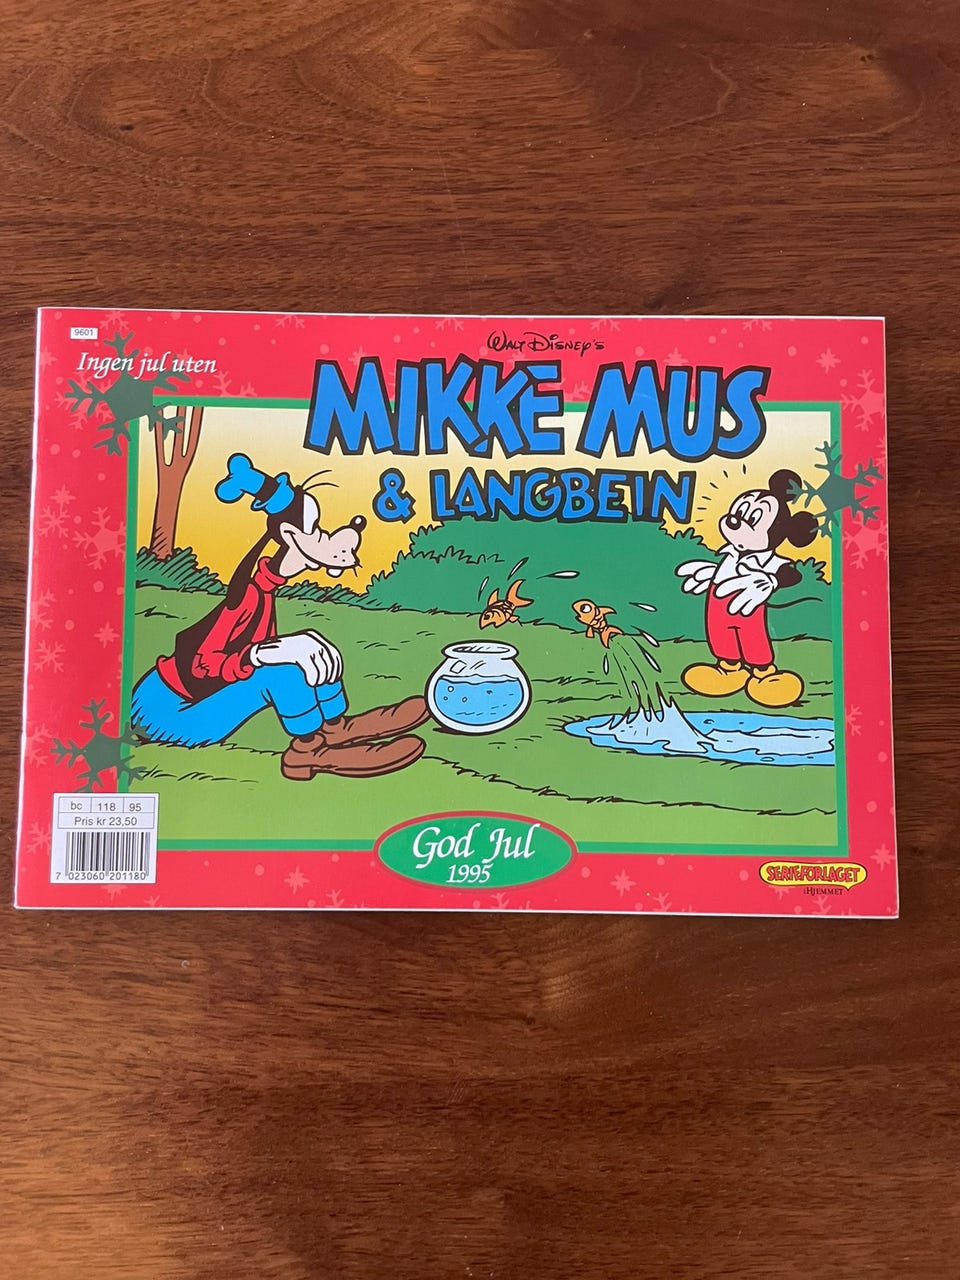 9601
Ingen jul uten
WALT DISNEY'S
MIKKE MUS
& LANGBEIN
bc 118 95
Pris kr 23,50
7 023060 201180
God Jul
1995
SERIEFORLAGET
iHJEMMET